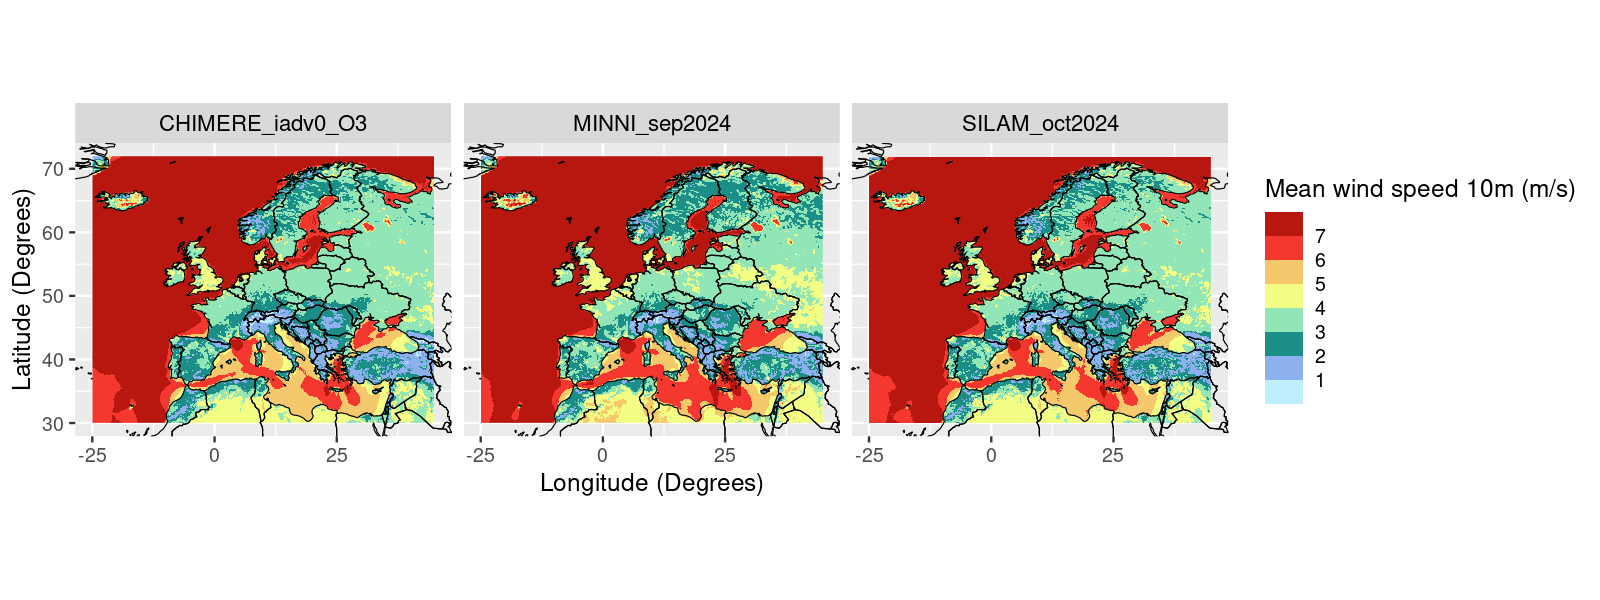 CHIMERE_iadv0_O3 MINNI_sep2024 SILAM_oct2024
Mean wind speed 10m (m/s)
7
6
5
4
3
2
1
Latitude (Degrees)
70
60
50
40
30
-25 0 25 -25 0 25 -25 0 25
Longitude (Degrees)